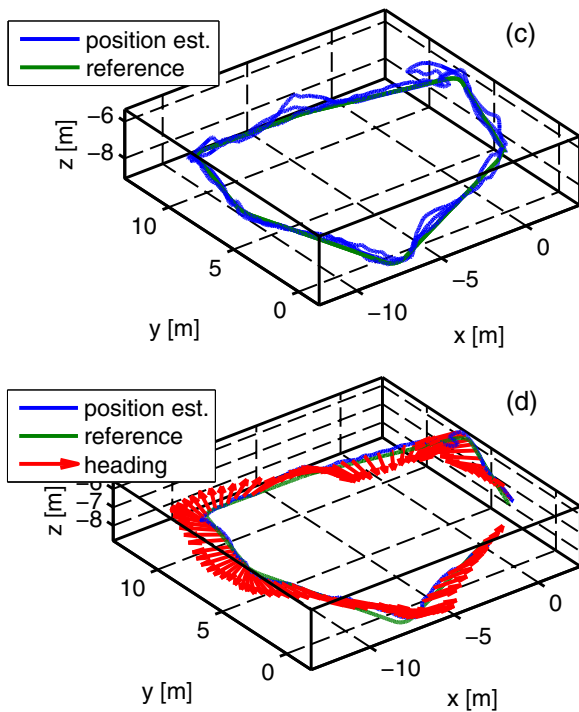 (c)
position est.
reference
−6
−8
z [m]
10
5
0
y [m]
−10
−5
0
x [m]
(d)
position est.
reference
heading
−7
−8
z [m]
10
5
0
y [m]
−10
−5
0
x [m]